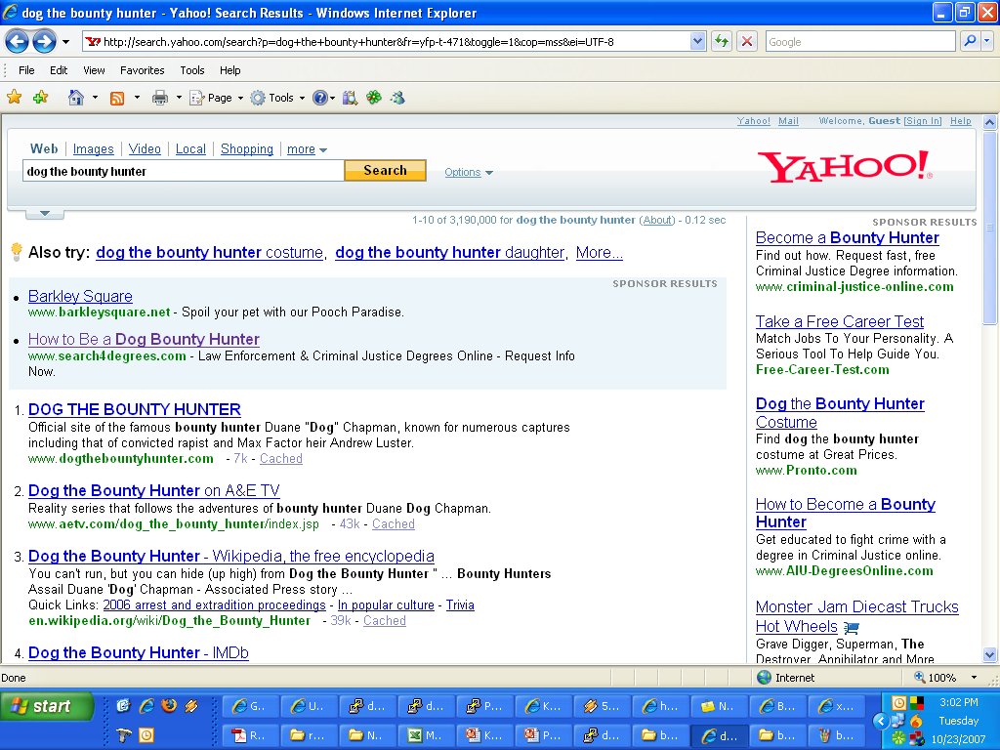 dog the bounty hunter - Yahoo! Search Results - Windows Internet Explorer
http://search.yahoo.com/search?p=dog+the+bounty+hunter&fr=yfp-t-471&toggle=1&cop=mss&ei=UTF-8
Google
File Edit View Favorites Tools Help
Page Tools
Yahoo! Mail Welcome, Guest [Sign In] Help
Web Images Video Local Shopping more
dog the bounty hunter Search Options
YAHOO!
1-10 of 3,190,000 for dog the bounty hunter (About) - 0.12 sec
Also try: dog the bounty hunter costume, dog the bounty hunter daughter, More...
SPONSOR RESULTS
Barkley Square
www.barkleysquare.net - Spoil your pet with our Pooch Paradise.
How to Be a Dog Bounty Hunter
www.search4degrees.com - Law Enforcement & Criminal Justice Degrees Online - Request Info
Now.
1. DOG THE BOUNTY HUNTER
Official site of the famous bounty hunter Duane "Dog" Chapman, known for numerous captures
including that of convicted rapist and Max Factor heir Andrew Luster.
www.dogthebountyhunter.com - 7k - Cached
2. Dog the Bounty Hunter on A&E TV
Reality series that follows the adventures of bounty hunter Duane Dog Chapman.
www.aetv.com/dog_the_bounty_hunter/index.jsp - 43k - Cached
3. Dog the Bounty Hunter - Wikipedia, the free encyclopedia
You can't run, but you can hide (up high) from Dog the Bounty Hunter " ... Bounty Hunters
Assail Duane 'Dog' Chapman - Associated Press story ...
Quick Links: 2006 arrest and extradition proceedings - In popular culture - Trivia
en.wikipedia.org/wiki/Dog_the_Bounty_Hunter - 39k - Cached
4. Dog the Bounty Hunter - IMDb
SPONSOR RESULTS
Become a Bounty Hunter
Find out how. Request fast, free
Criminal Justice Degree information.
www.criminal-justice-online.com
Take a Free Career Test
Match Jobs To Your Personality. A
Serious Tool To Help Guide You.
Free-Career-Test.com
Dog the Bounty Hunter
Costume
Find dog the bounty hunter
costume at Great Prices.
www.Pronto.com
How to Become a Bounty
Hunter
Get educated to fight crime with a
degree in Criminal Justice online.
www.AIU-DegreesOnline.com
Monster Jam Diecast Trucks
Hot Wheels
Grave Digger, Superman, The
Destroyer, Annihilator and More
Done Internet 100%
start G... U... d... d... P... K... 5... h... N... B... x... 3:02 PM
Tuesday
R... r... N... M... K... P... d... b... d... b... b... 10/23/2007